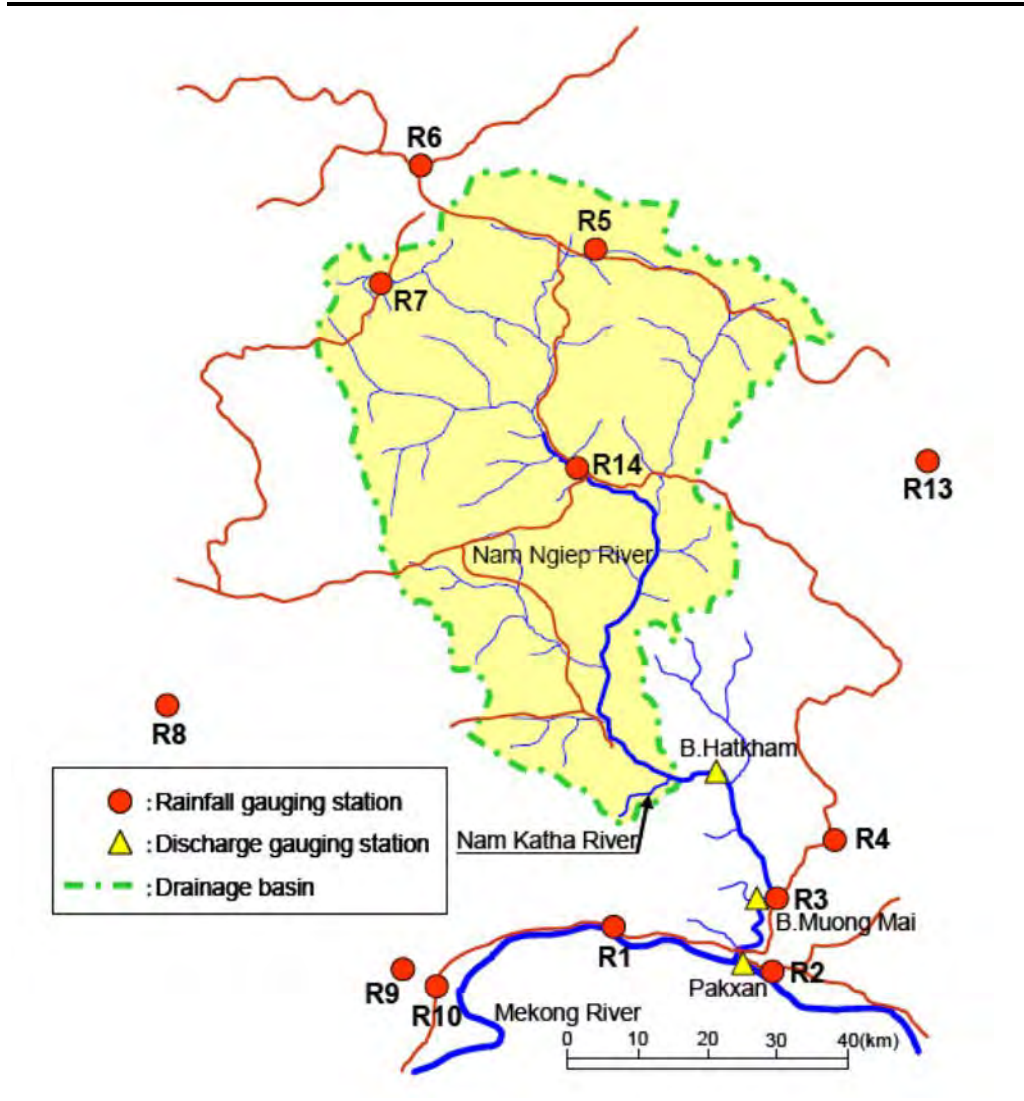 R6
R5
R7
R14
R13
Nam Ngiep River
R8
B.Hatkham
:Rainfall gauging station
:Discharge gauging station
:Drainage basin
Nam Katha River
R4
R3
B.Muong Mai
R1
R2
R9
R10
Pakxan
Mekong River
0 10 20 30 40(km)